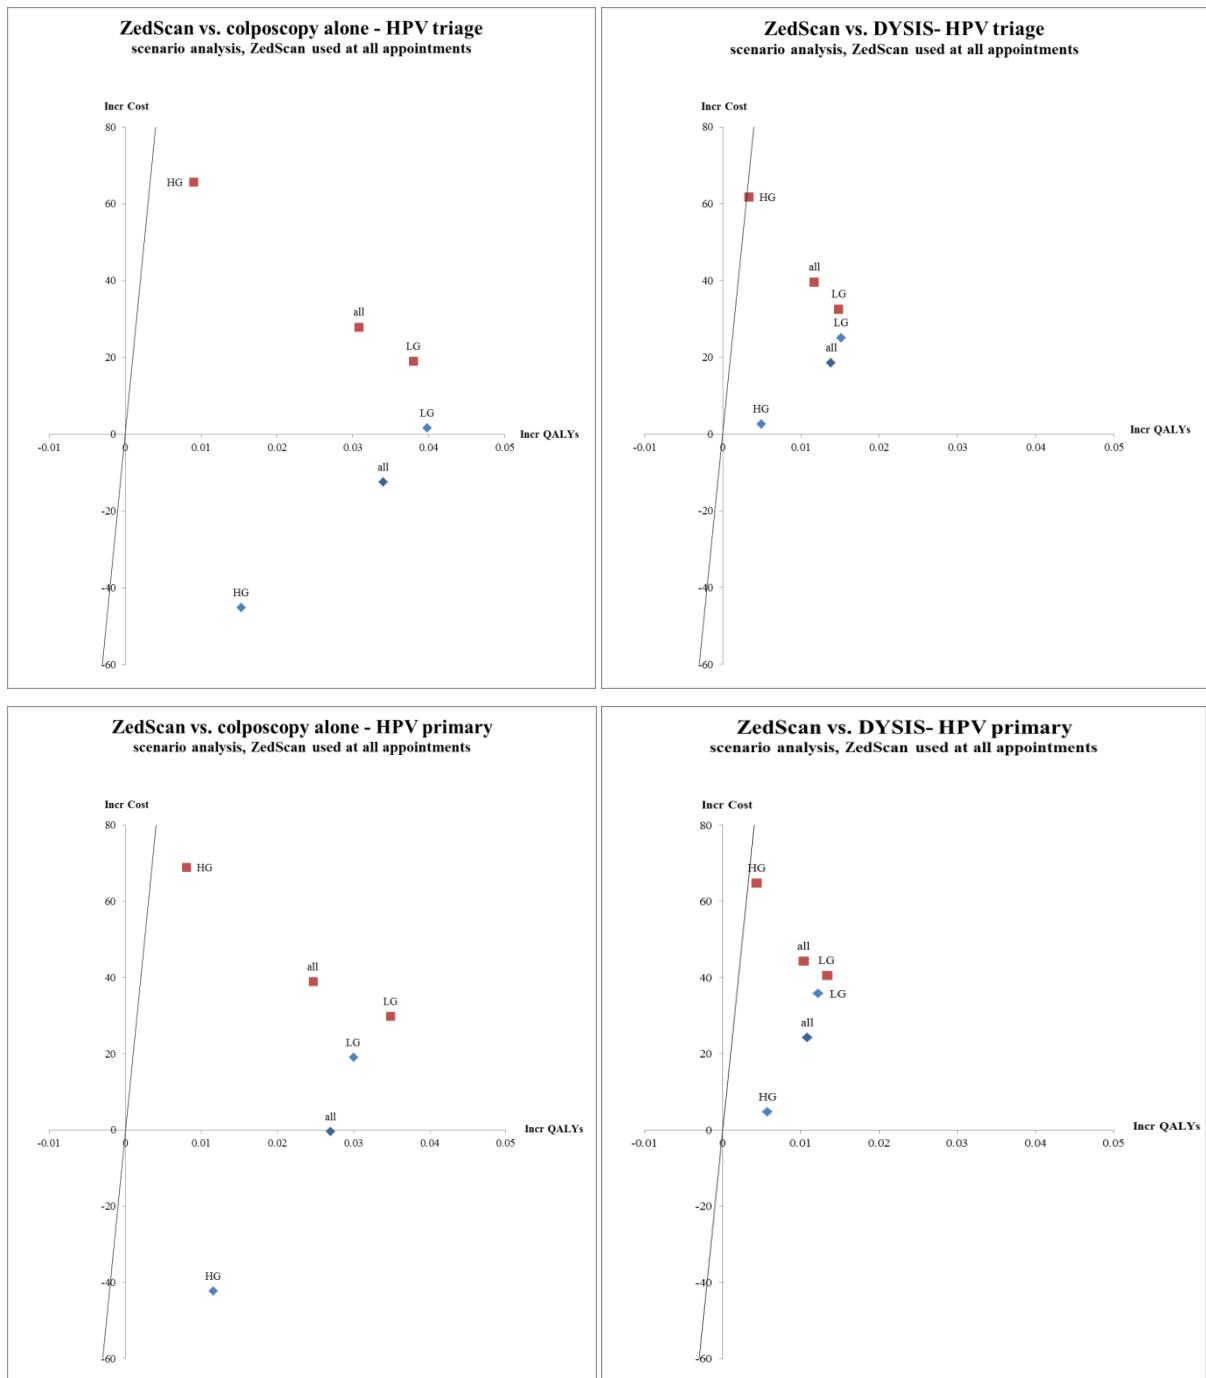 ZedScan vs. colposcopy alone - HPV triage
scenario analysis, ZedScan used at all appointments
Incr Cost
80
HG
60
40
all
LG
20
LG
Incr QALYs
0
-0.01
0
0.01
0.02
0.03
0.04
0.05
all
-20
-40
HG
-60
ZedScan vs. DYSIS- HPV triage
scenario analysis, ZedScan used at all appointments
Incr Cost
80
60
HG
40
all
LG
LG
20
all
HG
Incr QALYs
0
-0.01
0
0.01
0.02
0.03
0.04
0.05
-20
-40
-60
ZedScan vs. colposcopy alone - HPV primary
scenario analysis, ZedScan used at all appointments
Incr Cost
80
HG
60
40
all
LG
LG
20
all
Incr QALYs
0
-0.01
0
0.01
0.02
0.03
0.04
0.05
-20
-40
HG
-60
ZedScan vs. DYSIS- HPV primary
scenario analysis, ZedScan used at all appointments
Incr Cost
80
HG
60
all
LG
40
LG
all
20
HG
Incr QALYs
0
-0.01
0
0.01
0.02
0.03
0.04
0.05
-20
-40
-60